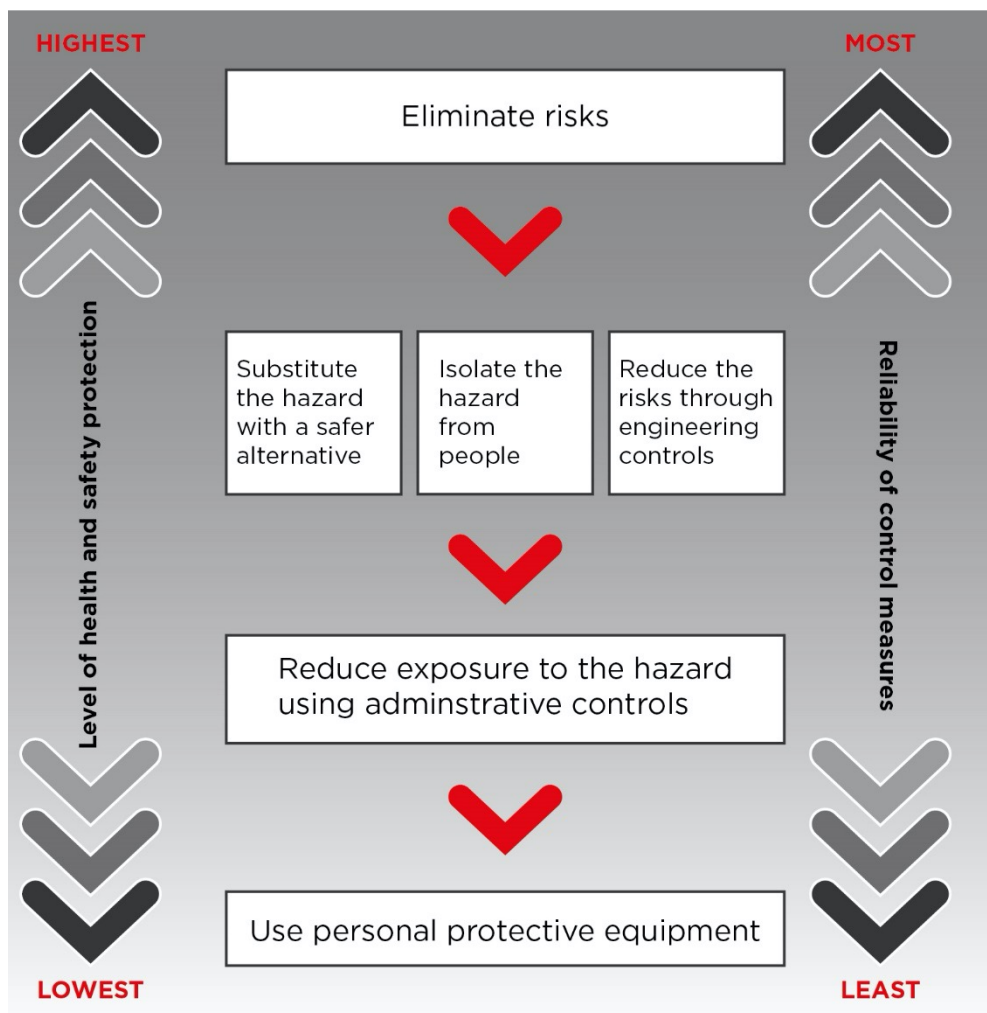 HIGHEST
MOST
Eliminate risks
Substitute
the hazard
with a safer
alternative
Isolate the
hazard
from
people
Reduce the
risks through
engineering
controls
Level of health and safety protection
Reliability of control measures
Reduce exposure to the hazard
using adminstrative controls
Use personal protective equipment
LOWEST
LEAST